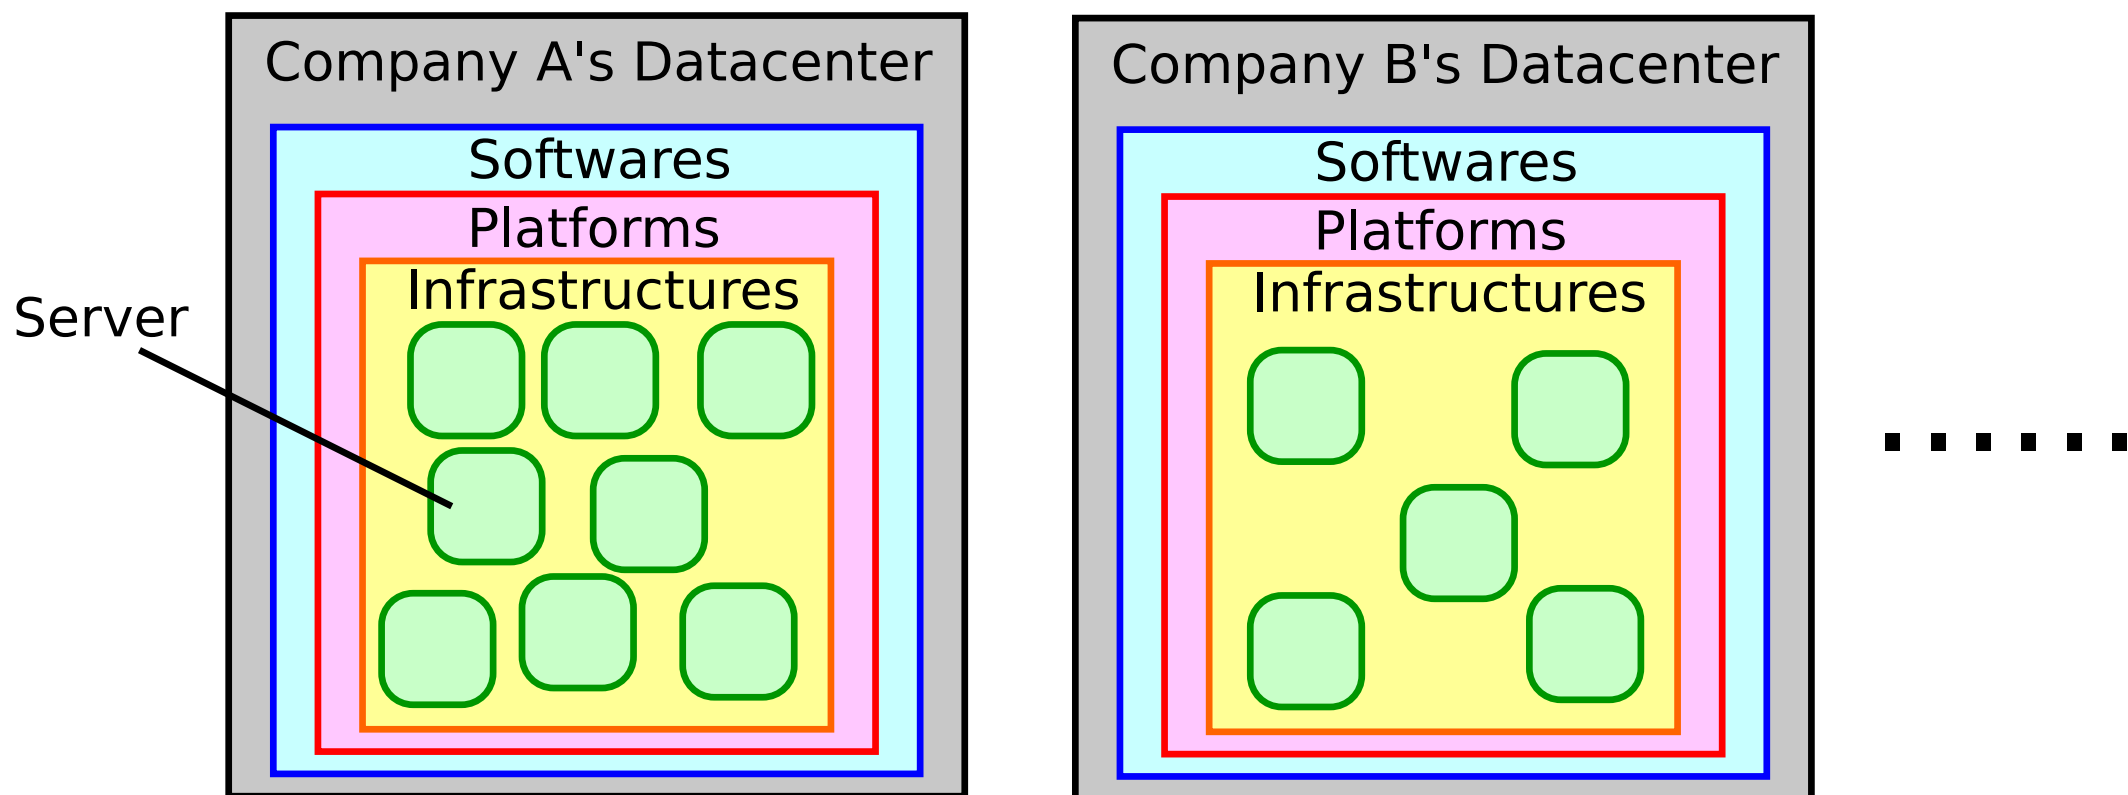 Company A's Datacenter
Softwares
Platforms
Infrastructures
Server
Company B's Datacenter
Softwares
Platforms
Infrastructures